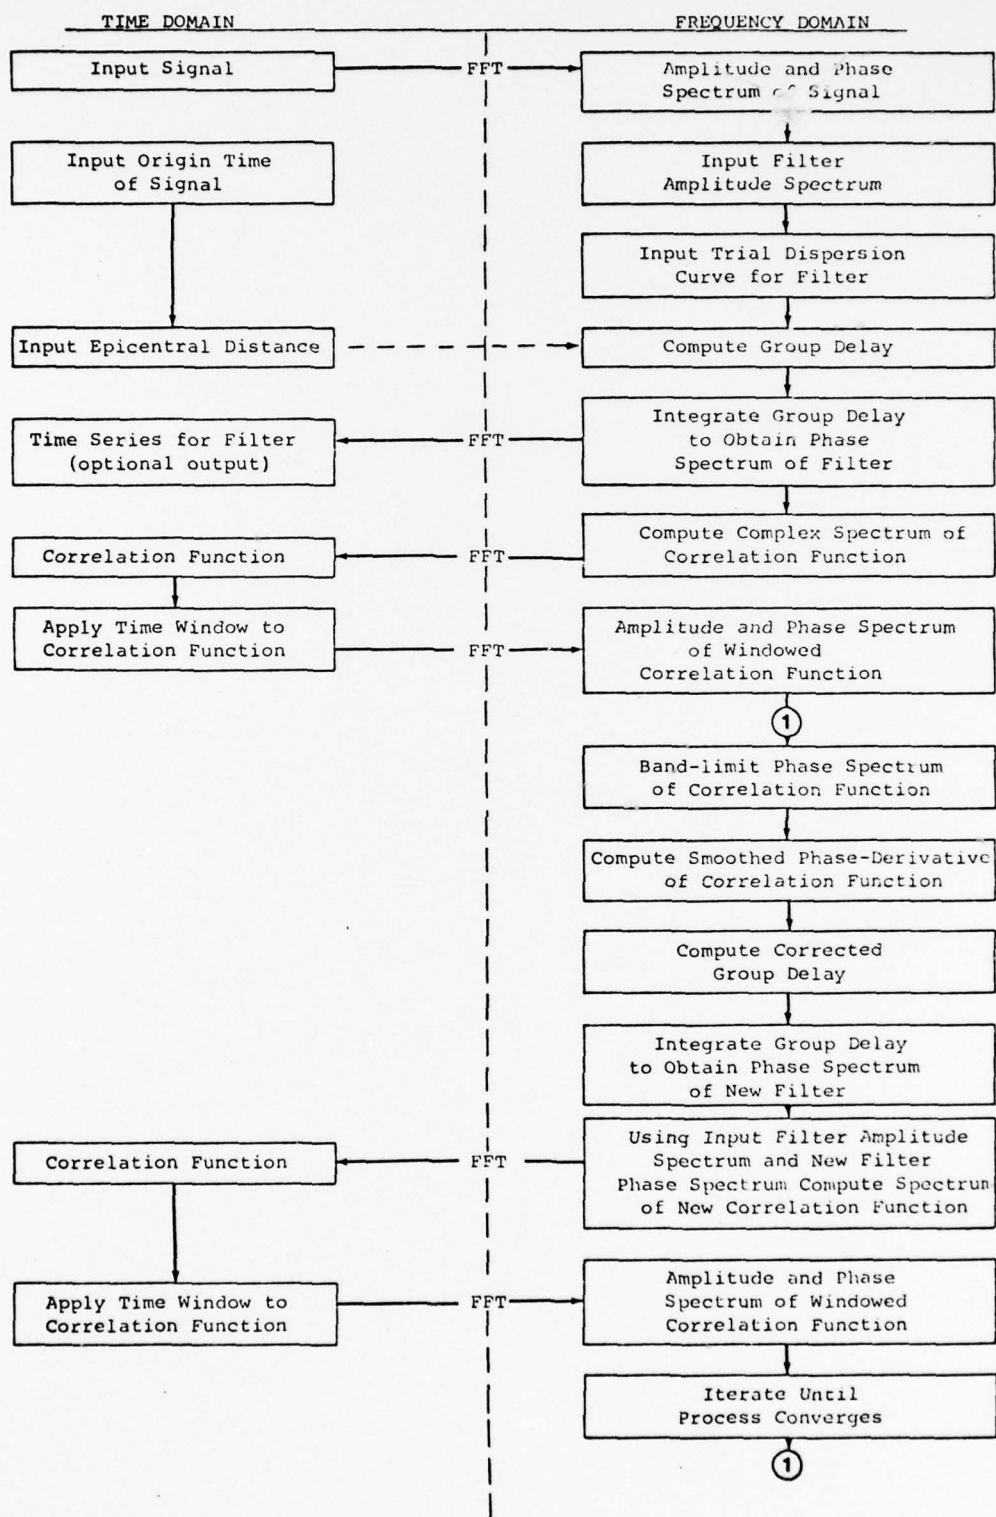 TIME DOMAIN
FREQUENCY DOMAIN
Input Signal
FFT
Amplitude and Phase
Spectrum of Signal
Input Origin Time
of Signal
Input Filter
Amplitude Spectrum
Input Trial Dispersion
Curve for Filter
Input Epicentral Distance
Compute Group Delay
Time Series for Filter
(optional output)
FFT
Integrate Group Delay
to Obtain Phase
Spectrum of Filter
Correlation Function
FFT
Compute Complex Spectrum of
Correlation Function
Apply Time Window to
Correlation Function
FFT
Amplitude and Phase Spectrum
of Windowed
Correlation Function
1
Band-limit Phase Spectrum
of Correlation Function
Compute Smoothed Phase-Derivative
of Correlation Function
Compute Corrected
Group Delay
Integrate Group Delay
to Obtain Phase Spectrum
of New Filter
Correlation Function
FFT
Using Input Filter Amplitude
Spectrum and New Filter
Phase Spectrum Compute Spectrum
of New Correlation Function
Apply Time Window to
Correlation Function
FFT
Amplitude and Phase
Spectrum of Windowed
Correlation Function
Iterate Until
Process Converges
1